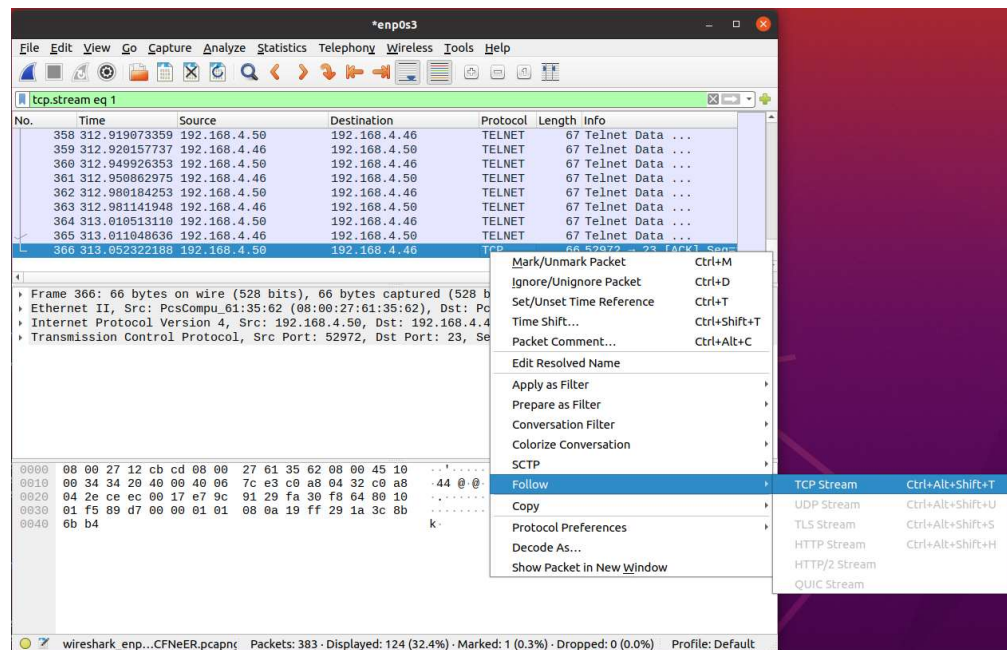 *enp0s3
File Edit View Go Capture Analyze Statistics Telephony Wireless Tools Help
tcp.stream eq 1
No. Time Source Destination Protocol Length Info
358 312.919073359 192.168.4.50 192.168.4.46 TELNET 67 Telnet Data ...
359 312.920157737 192.168.4.46 192.168.4.50 TELNET 67 Telnet Data ...
360 312.949926353 192.168.4.50 192.168.4.46 TELNET 67 Telnet Data ...
361 312.950862975 192.168.4.46 192.168.4.50 TELNET 67 Telnet Data ...
362 312.980184253 192.168.4.50 192.168.4.46 TELNET 67 Telnet Data ...
363 312.981141948 192.168.4.46 192.168.4.50 TELNET 67 Telnet Data ...
364 313.010513110 192.168.4.50 192.168.4.46 TELNET 67 Telnet Data ...
365 313.011048636 192.168.4.46 192.168.4.50 TELNET 67 Telnet Data ...
366 313.052322188 192.168.4.50 192.168.4.46 TCP 66 52972 → 23 [ACK] Seq=
Mark/Unmark Packet Ctrl+M
Ignore/Unignore Packet Ctrl+D
Set/Unset Time Reference Ctrl+T
Time Shift... Ctrl+Shift+T
Packet Comment... Ctrl+Alt+C
Edit Resolved Name
Apply as Filter
Prepare as Filter
Conversation Filter
Colorize Conversation
SCTP
Follow
Copy
Protocol Preferences
Decode As...
Show Packet in New Window
TCP Stream Ctrl+Alt+Shift+T
UDP Stream Ctrl+Alt+Shift+U
TLS Stream Ctrl+Alt+Shift+S
HTTP Stream Ctrl+Alt+Shift+H
HTTP/2 Stream
QUIC Stream
Frame 366: 66 bytes on wire (528 bits), 66 bytes captured (528 b
Ethernet II, Src: PcsCompu_61:35:62 (08:00:27:61:35:62), Dst: Pc
Internet Protocol Version 4, Src: 192.168.4.50, Dst: 192.168.4.4
Transmission Control Protocol, Src Port: 52972, Dst Port: 23, Se
0000 08 00 27 12 cb cd 08 00 27 61 35 62 08 00 45 10 ··'·····
0010 00 34 34 20 40 00 40 06 7c e3 c0 a8 04 32 c0 a8 ·44 @·@·
0020 04 2e ce ec 00 17 e7 9c 91 29 fa 30 f8 64 80 10 ·.······
0030 01 f5 89 d7 00 00 01 01 08 0a 19 ff 29 1a 3c 8b ········
0040 6b b4 k·
wireshark_enp...CFNeER.pcapng Packets: 383 · Displayed: 124 (32.4%) · Marked: 1 (0.3%) · Dropped: 0 (0.0%) Profile: Default